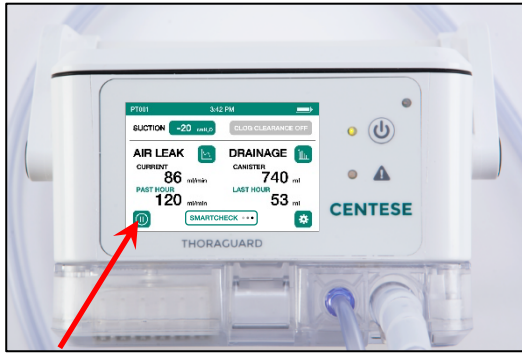 PT001 3:42 PM
SUCTION -20 cmH₂O CLOG CLEARANCE OFF
AIR LEAK DRAINAGE
CURRENT CANISTER
86 ml/min 740 ml
PAST HOUR LAST HOUR
120 ml/min 53 ml
SMARTCHECK
CENTESE
THORAGUARD